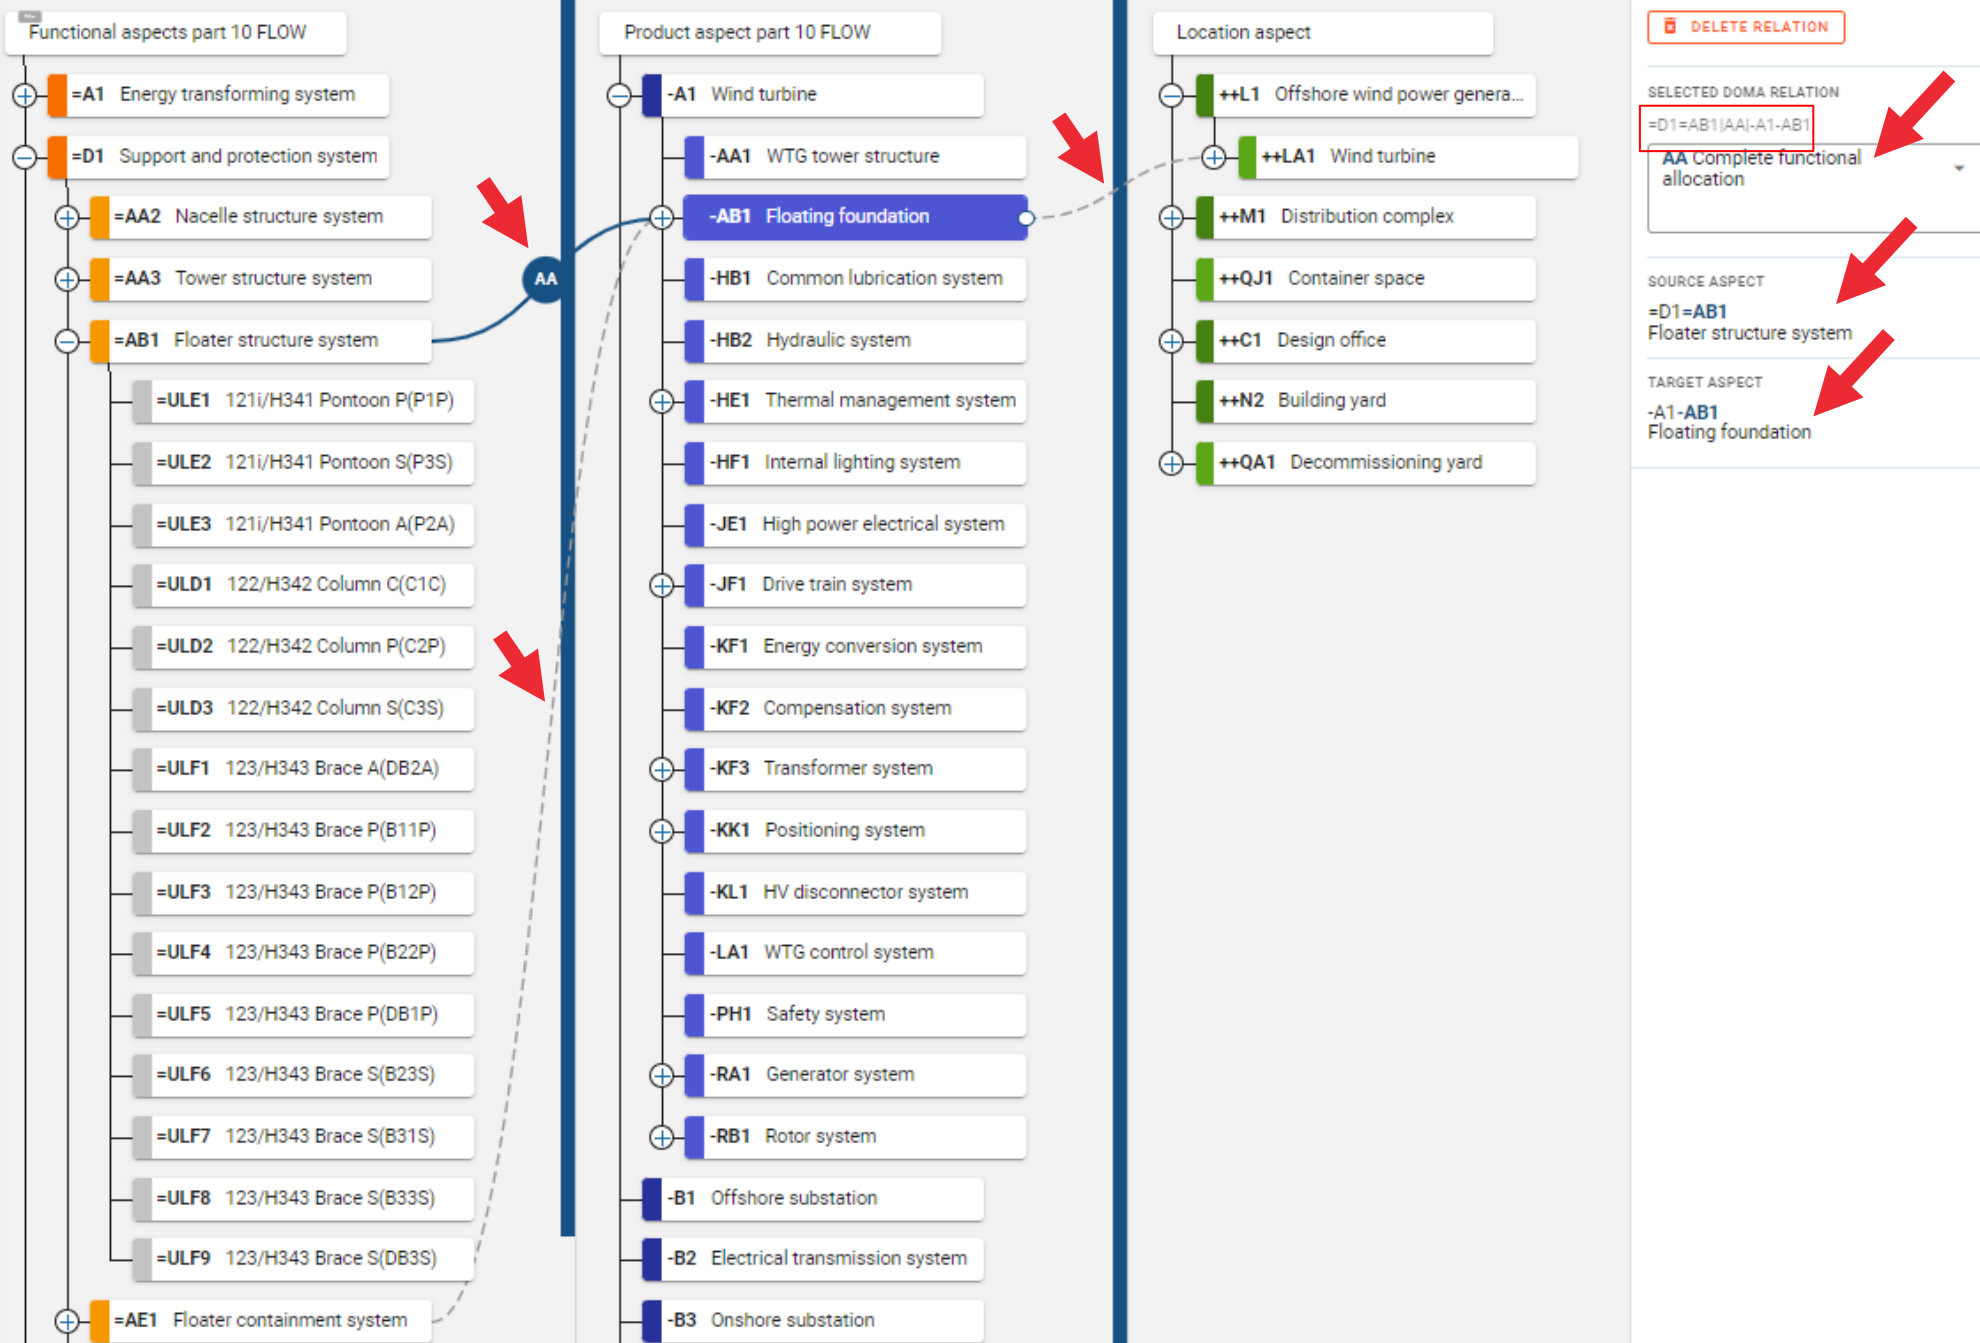 Functional aspects part 10 FLOW
=A1 Energy transforming system
=D1 Support and protection system
=AA2 Nacelle structure system
=AA3 Tower structure system
=AB1 Floater structure system
=ULE1 121i/H341 Pontoon P(P1P)
=ULE2 121i/H341 Pontoon S(P3S)
=ULE3 121i/H341 Pontoon A(P2A)
=ULD1 122/H342 Column C(C1C)
=ULD2 122/H342 Column P(C2P)
=ULD3 122/H342 Column S(C3S)
=ULF1 123/H343 Brace A(DB2A)
=ULF2 123/H343 Brace P(B11P)
=ULF3 123/H343 Brace P(B12P)
=ULF4 123/H343 Brace P(B22P)
=ULF5 123/H343 Brace P(DB1P)
=ULF6 123/H343 Brace S(B23S)
=ULF7 123/H343 Brace S(B31S)
=ULF8 123/H343 Brace S(B33S)
=ULF9 123/H343 Brace S(DB3S)
=AE1 Floater containment system
AA
Product aspect part 10 FLOW
-A1 Wind turbine
-AA1 WTG tower structure
-AB1 Floating foundation
-HB1 Common lubrication system
-HB2 Hydraulic system
-HE1 Thermal management system
-HF1 Internal lighting system
-JE1 High power electrical system
-JF1 Drive train system
-KF1 Energy conversion system
-KF2 Compensation system
-KF3 Transformer system
-KK1 Positioning system
-KL1 HV disconnector system
-LA1 WTG control system
-PH1 Safety system
-RA1 Generator system
-RB1 Rotor system
-B1 Offshore substation
-B2 Electrical transmission system
-B3 Onshore substation
Location aspect
++L1 Offshore wind power genera...
++LA1 Wind turbine
++M1 Distribution complex
++QJ1 Container space
++C1 Design office
++N2 Building yard
++QA1 Decommissioning yard
DELETE RELATION
SELECTED DOMA RELATION
=D1=AB1|AA|-A1-AB1
AA Complete functional
allocation
SOURCE ASPECT
=D1=AB1
Floater structure system
TARGET ASPECT
-A1-AB1
Floating foundation